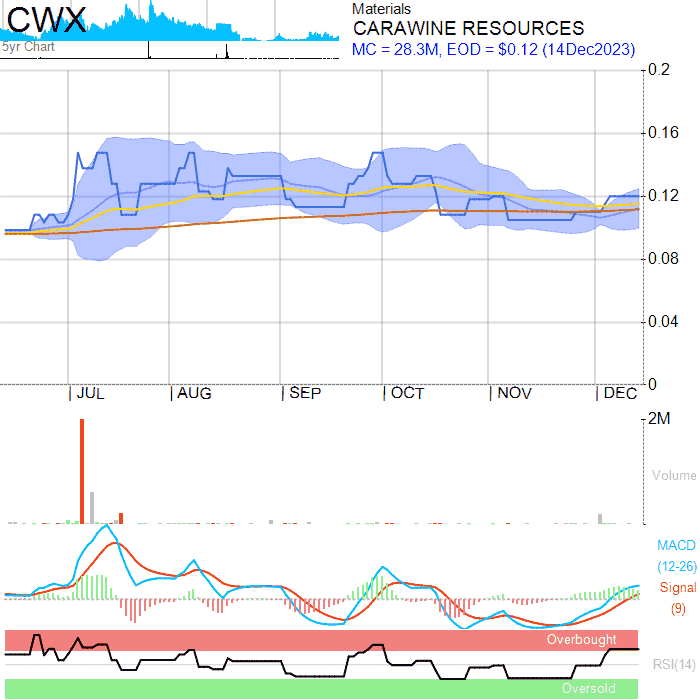 CWX
5yr Chart
Materials
CARAWINE RESOURCES
MC = 28.3M, EOD = $0.12 (14Dec2023)
0.2
0.16
0.12
0.08
0.04
0
| JUL | AUG | SEP | OCT | NOV | DEC
2M
Volume
MACD
(12-26)
Signal
(9)
Overbought
RSI(14)
Oversold